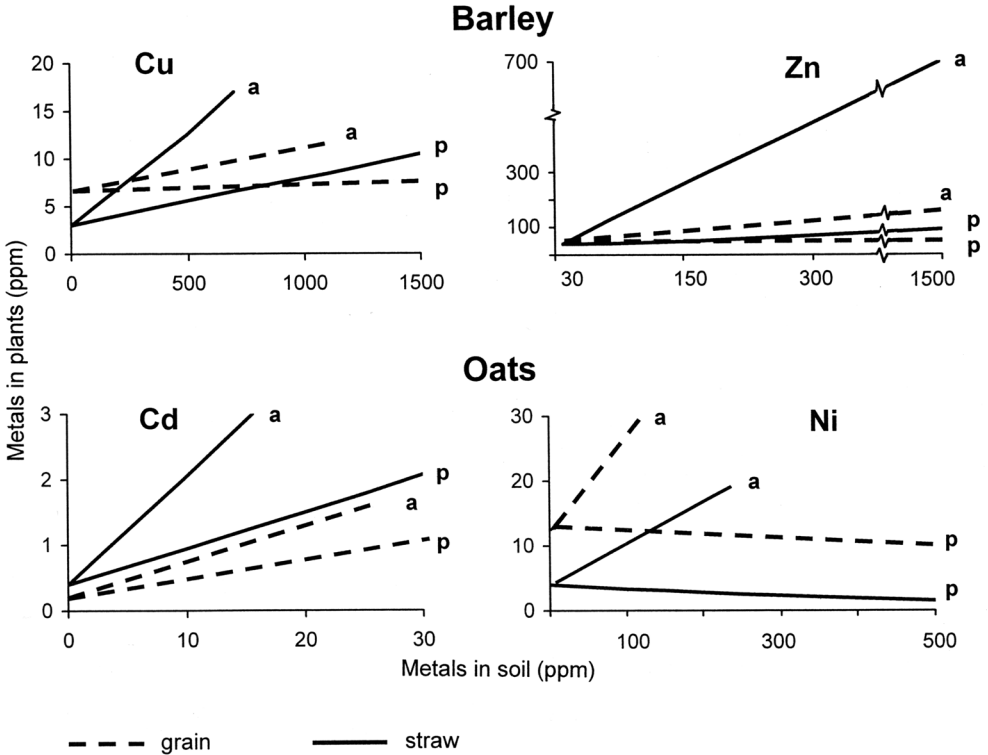 Barley
Cu
Zn
20
15
10
5
0
a
a
p
p
0
500
1000
1500
700
300
100
a
a
p
p
30
150
300
1500
Metals in plants (ppm)
Oats
Cd
Ni
3
2
1
0
a
p
a
p
0
10
20
30
30
20
10
0
a
a
p
p
100
300
500
Metals in soil (ppm)
grain
straw